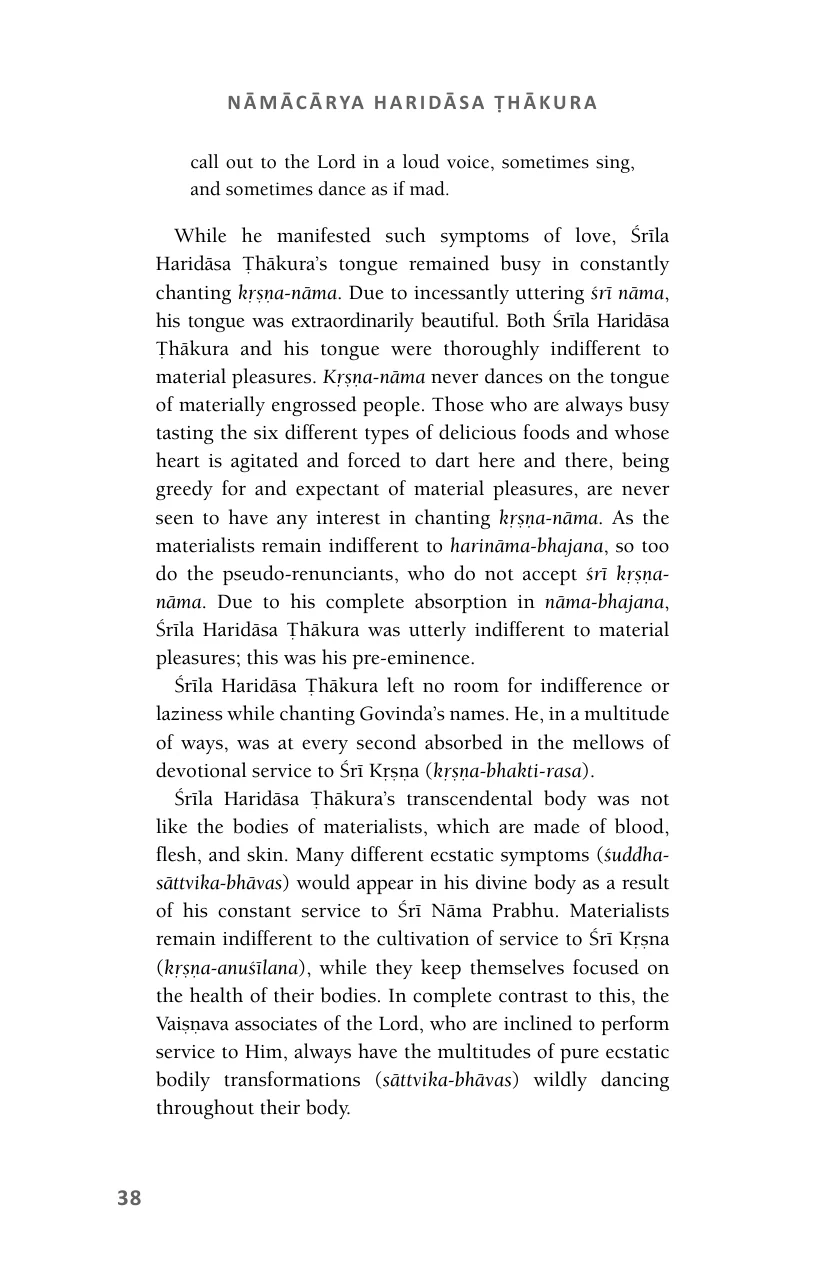 NĀMĀCĀRYA HARIDĀSA ṬHĀKURA
call out to the Lord in a loud voice, sometimes sing,
and sometimes dance as if mad.
While he manifested such symptoms of love, Śrīla
Haridāsa Ṭhākura’s tongue remained busy in constantly
chanting kṛṣṇa-nāma. Due to incessantly uttering śrī nāma,
his tongue was extraordinarily beautiful. Both Śrīla Haridāsa
Ṭhākura and his tongue were thoroughly indifferent to
material pleasures. Kṛṣṇa-nāma never dances on the tongue
of materially engrossed people. Those who are always busy
tasting the six different types of delicious foods and whose
heart is agitated and forced to dart here and there, being
greedy for and expectant of material pleasures, are never
seen to have any interest in chanting kṛṣṇa-nāma. As the
materialists remain indifferent to harināma-bhajana, so too
do the pseudo-renunciants, who do not accept śrī kṛṣṇa-
nāma. Due to his complete absorption in nāma-bhajana,
Śrīla Haridāsa Ṭhākura was utterly indifferent to material
pleasures; this was his pre-eminence.
Śrīla Haridāsa Ṭhākura left no room for indifference or
laziness while chanting Govinda’s names. He, in a multitude
of ways, was at every second absorbed in the mellows of
devotional service to Śrī Kṛṣṇa (kṛṣṇa-bhakti-rasa).
Śrīla Haridāsa Ṭhākura’s transcendental body was not
like the bodies of materialists, which are made of blood,
flesh, and skin. Many different ecstatic symptoms (śuddha-
sāttvika-bhāvas) would appear in his divine body as a result
of his constant service to Śrī Nāma Prabhu. Materialists
remain indifferent to the cultivation of service to Śrī Kṛṣṇa
(kṛṣṇa-anuśīlana), while they keep themselves focused on
the health of their bodies. In complete contrast to this, the
Vaiṣṇava associates of the Lord, who are inclined to perform
service to Him, always have the multitudes of pure ecstatic
bodily transformations (sāttvika-bhāvas) wildly dancing
throughout their body.
38